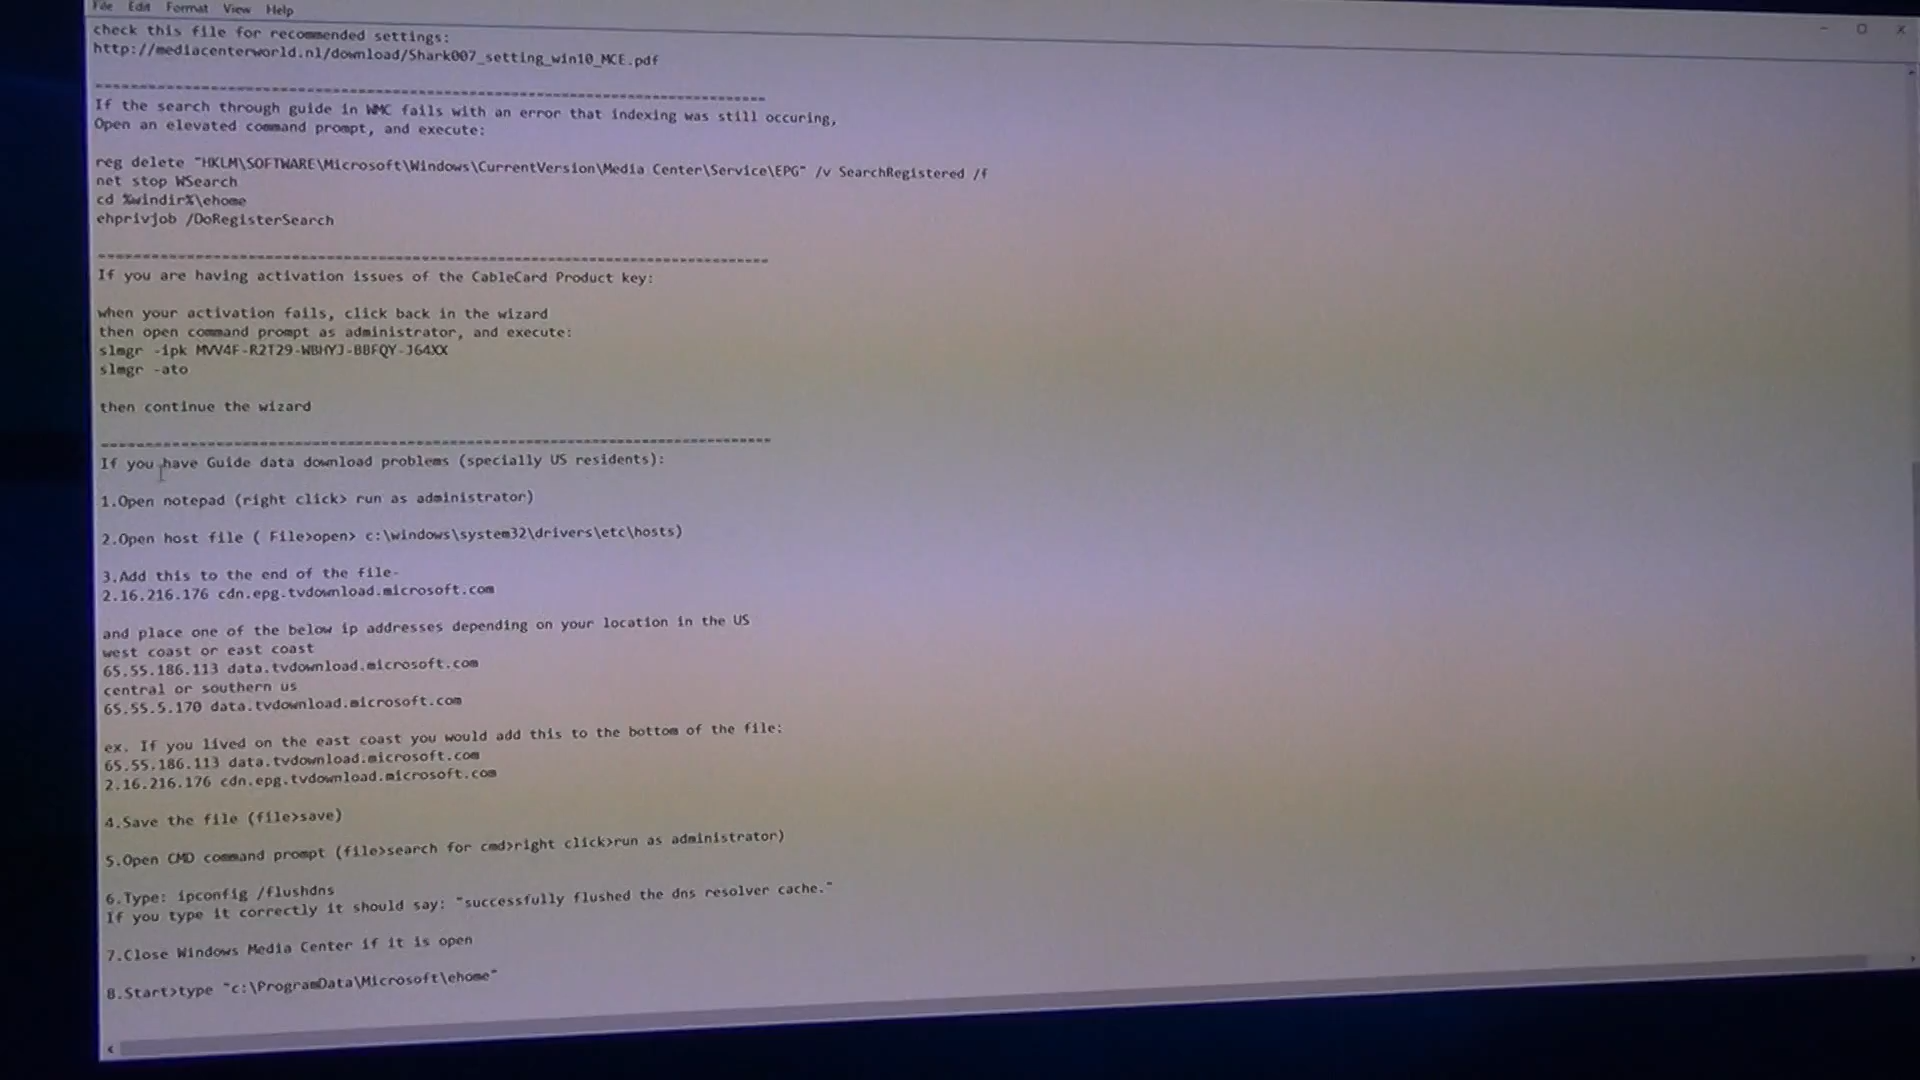 File Edit Format View Help
check this file for recommended settings:
http://mediacenterworld.nl/download/Shark007_setting_win10_MCE.pdf
--------------------------------------------------------------------------------
If the search through guide in WMC fails with an error that indexing was still occuring,
Open an elevated command prompt, and execute:
reg delete "HKLM\SOFTWARE\Microsoft\Windows\CurrentVersion\Media Center\Service\EPG" /v SearchRegistered /f
net stop WSearch
cd %windir%\ehome
ehprivjob /DoRegisterSearch
--------------------------------------------------------------------------------
If you are having activation issues of the CableCard Product key:
when your activation fails, click back in the wizard
then open command prompt as administrator, and execute:
slmgr -ipk MVV4F-R2T29-WBHYJ-BBFQY-J64XX
slmgr -ato
then continue the wizard
--------------------------------------------------------------------------------
If you have Guide data download problems (specially US residents):
1.Open notepad (right click> run as administrator)
2.Open host file ( File>open> c:\windows\system32\drivers\etc\hosts)
3.Add this to the end of the file-
2.16.216.176 cdn.epg.tvdownload.microsoft.com
and place one of the below ip addresses depending on your location in the US
west coast or east coast
65.55.186.113 data.tvdownload.microsoft.com
central or southern us
65.55.5.170 data.tvdownload.microsoft.com
ex. If you lived on the east coast you would add this to the bottom of the file:
65.55.186.113 data.tvdownload.microsoft.com
2.16.216.176 cdn.epg.tvdownload.microsoft.com
4.Save the file (file>save)
5.Open CMD command prompt (file>search for cmd>right click>run as administrator)
6.Type: ipconfig /flushdns
If you type it correctly it should say: "successfully flushed the dns resolver cache."
7.Close Windows Media Center if it is open
8.Start>type "c:\ProgramData\Microsoft\ehome"